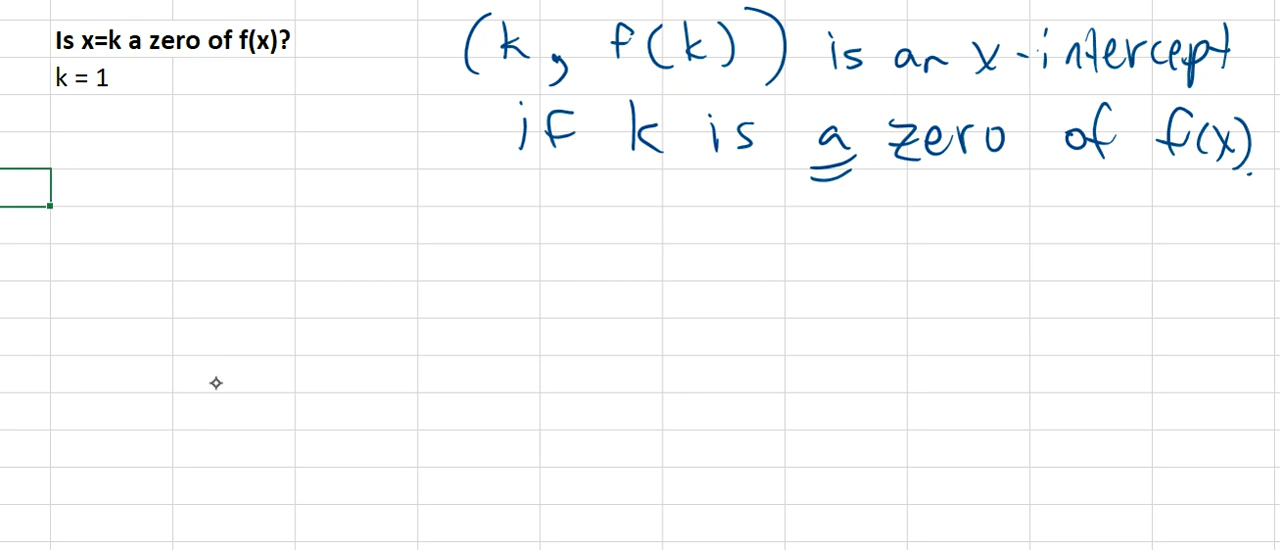 Is x=k a zero of f(x)?
k = 1
(k, f(k)) is an x-intercept
if k is a zero of f(x).